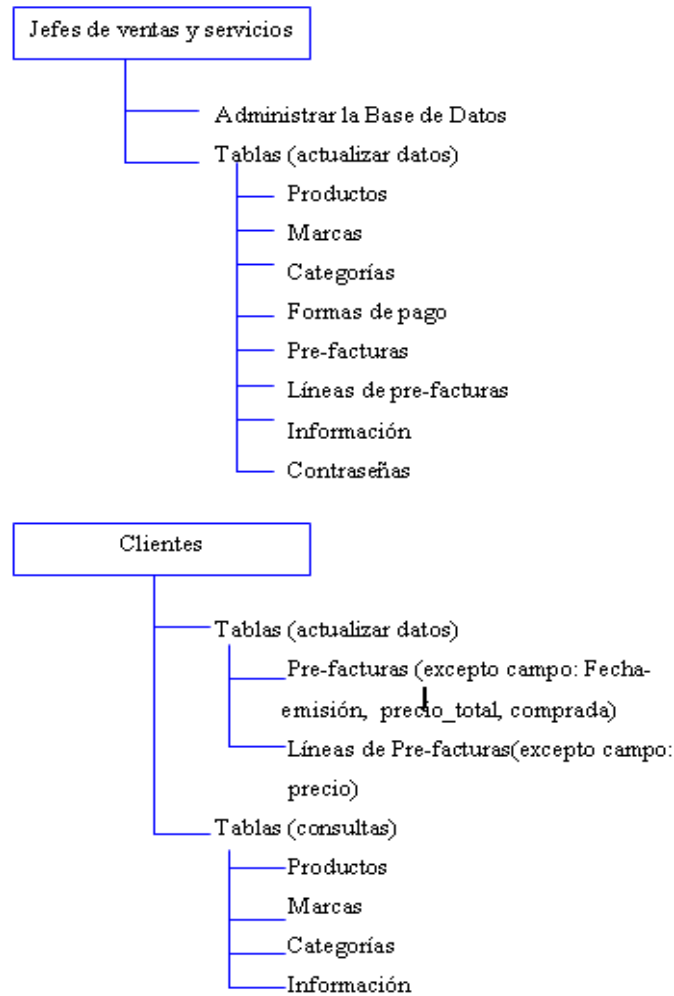 Jefes de ventas y servicios
Administrar la Base de Datos
Tablas (actualizar datos)
Productos
Marcas
Categorías
Formas de pago
Pre-facturas
Líneas de pre-facturas
Información
Contraseñas
Clientes
Tablas (actualizar datos)
Pre-facturas (excepto campo: Fecha-
emisión, precio_total, comprada)
Líneas de Pre-facturas(excepto campo:
precio)
Tablas (consultas)
Productos
Marcas
Categorías
Información